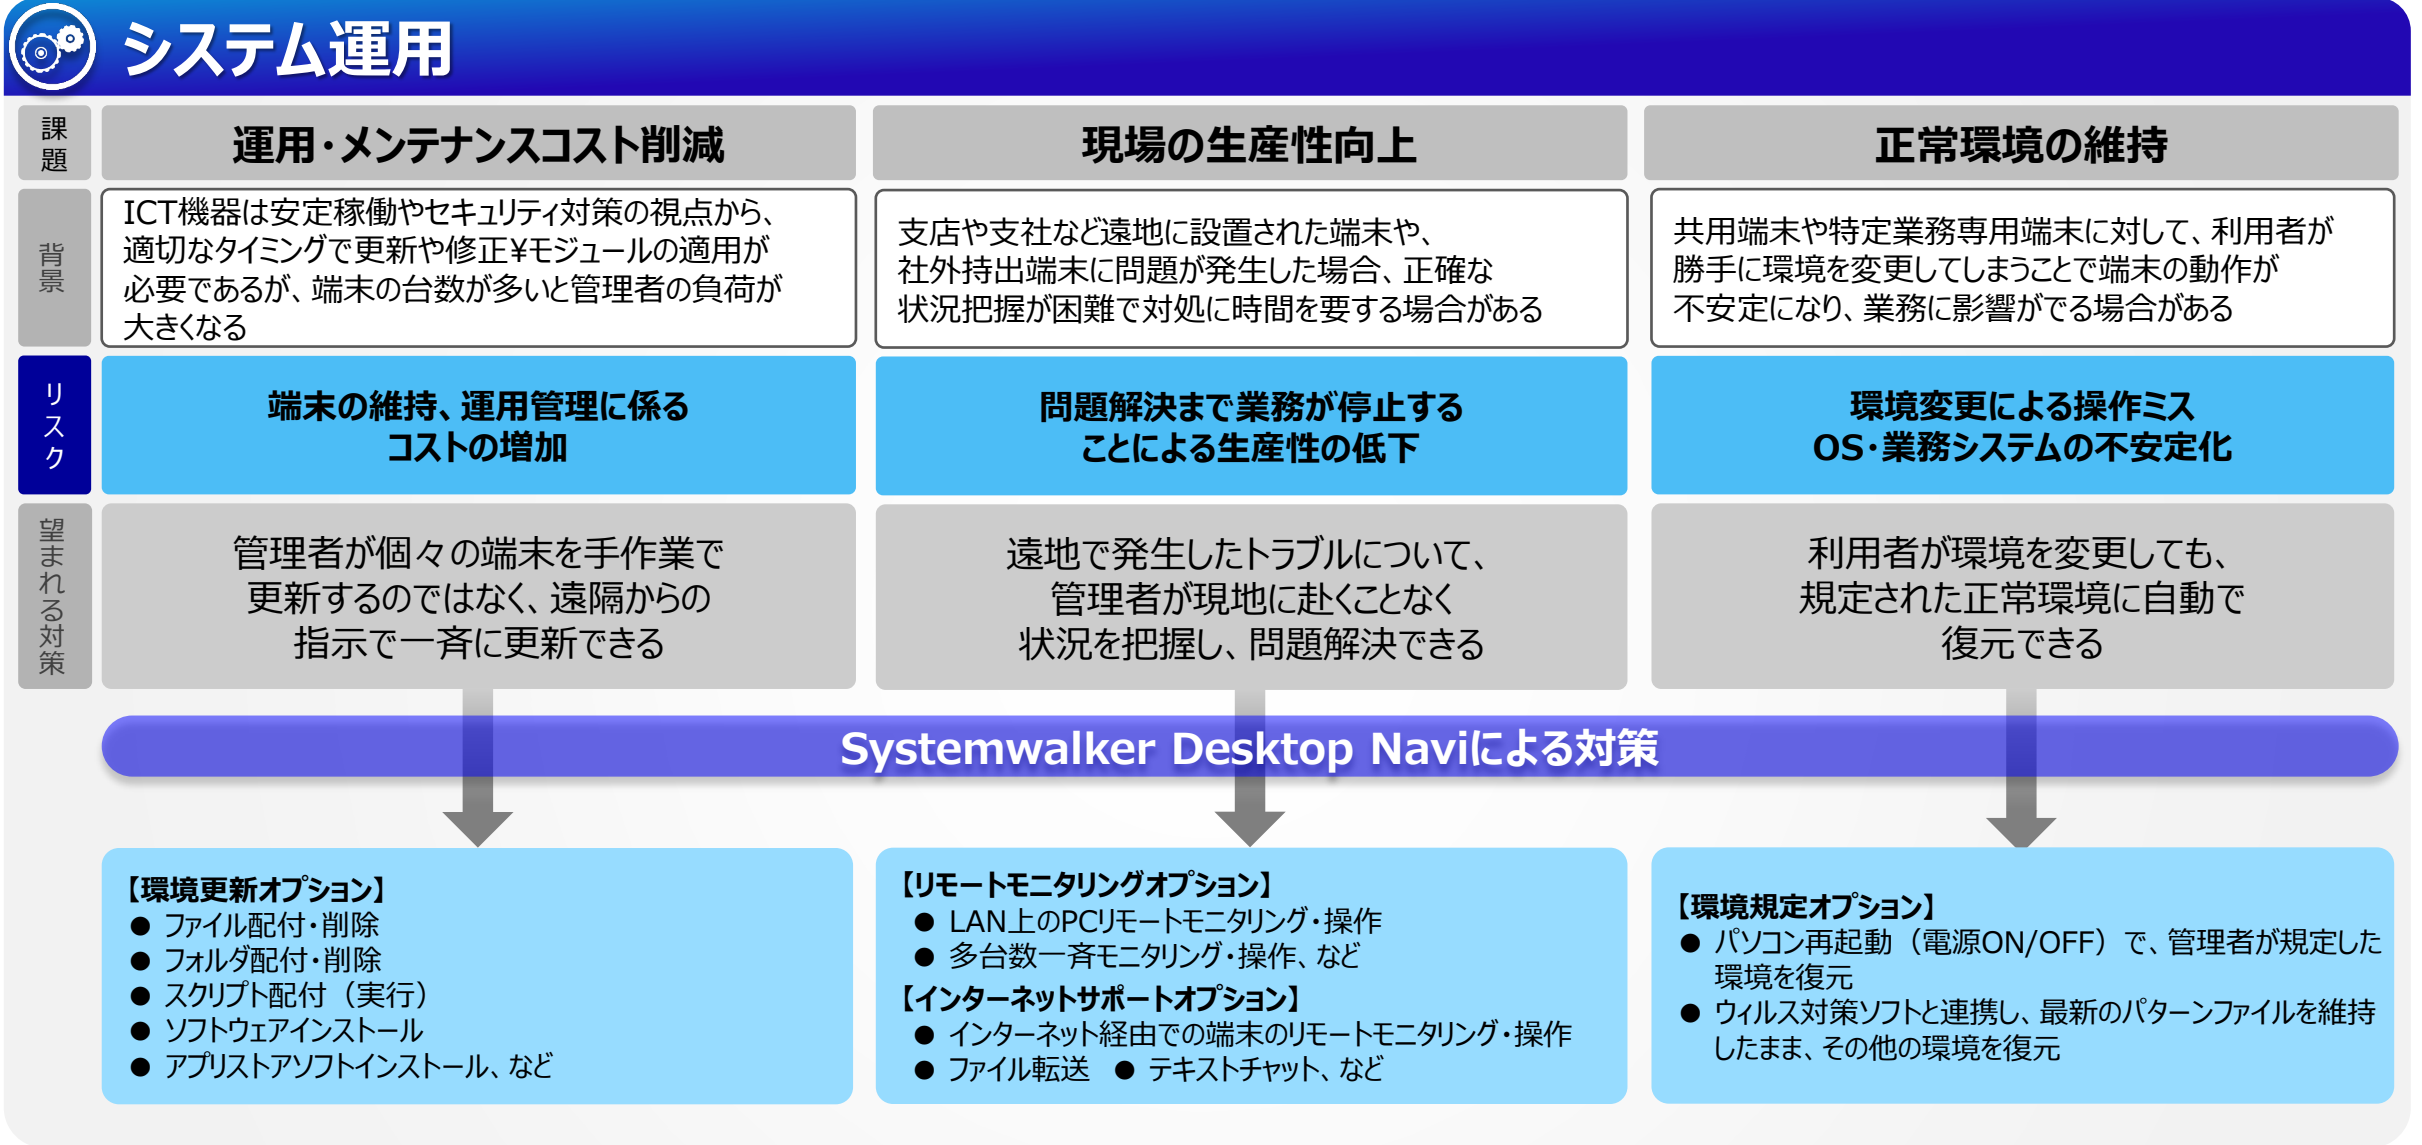 システム運用
課題
運用・メンテナンスコスト削減
現場の生産性向上
正常環境の維持
背景
ICT機器は安定稼働やセキュリティ対策の視点から、
適切なタイミングで更新や修正¥モジュールの適用が
必要であるが、端末の台数が多いと管理者の負荷が
大きくなる
支店や支社など遠地に設置された端末や、
社外持出端末に問題が発生した場合、正確な
状況把握が困難で対処に時間を要する場合がある
共用端末や特定業務専用端末に対して、利用者が
勝手に環境を変更してしまうことで端末の動作が
不安定になり、業務に影響がでる場合がある
リスク
端末の維持、運用管理に係る
コストの増加
問題解決まで業務が停止する
ことによる生産性の低下
環境変更による操作ミス
OS・業務システムの不安定化
望まれる対策
管理者が個々の端末を手作業で
更新するのではなく、遠隔からの
指示で一斉に更新できる
遠地で発生したトラブルについて、
管理者が現地に赴くことなく
状況を把握し、問題解決できる
利用者が環境を変更しても、
規定された正常環境に自動で
復元できる
Systemwalker Desktop Naviによる対策
【環境更新オプション】
● ファイル配付・削除
● フォルダ配付・削除
● スクリプト配付（実行）
● ソフトウェアインストール
● アプリストアソフトインストール、など
【リモートモニタリングオプション】
● LAN上のPCリモートモニタリング・操作
● 多台数一斉モニタリング・操作、など
【インターネットサポートオプション】
● インターネット経由での端末のリモートモニタリング・操作
● ファイル転送 ● テキストチャット、など
【環境規定オプション】
● パソコン再起動（電源ON/OFF）で、管理者が規定した
環境を復元
● ウィルス対策ソフトと連携し、最新のパターンファイルを維持
したまま、その他の環境を復元